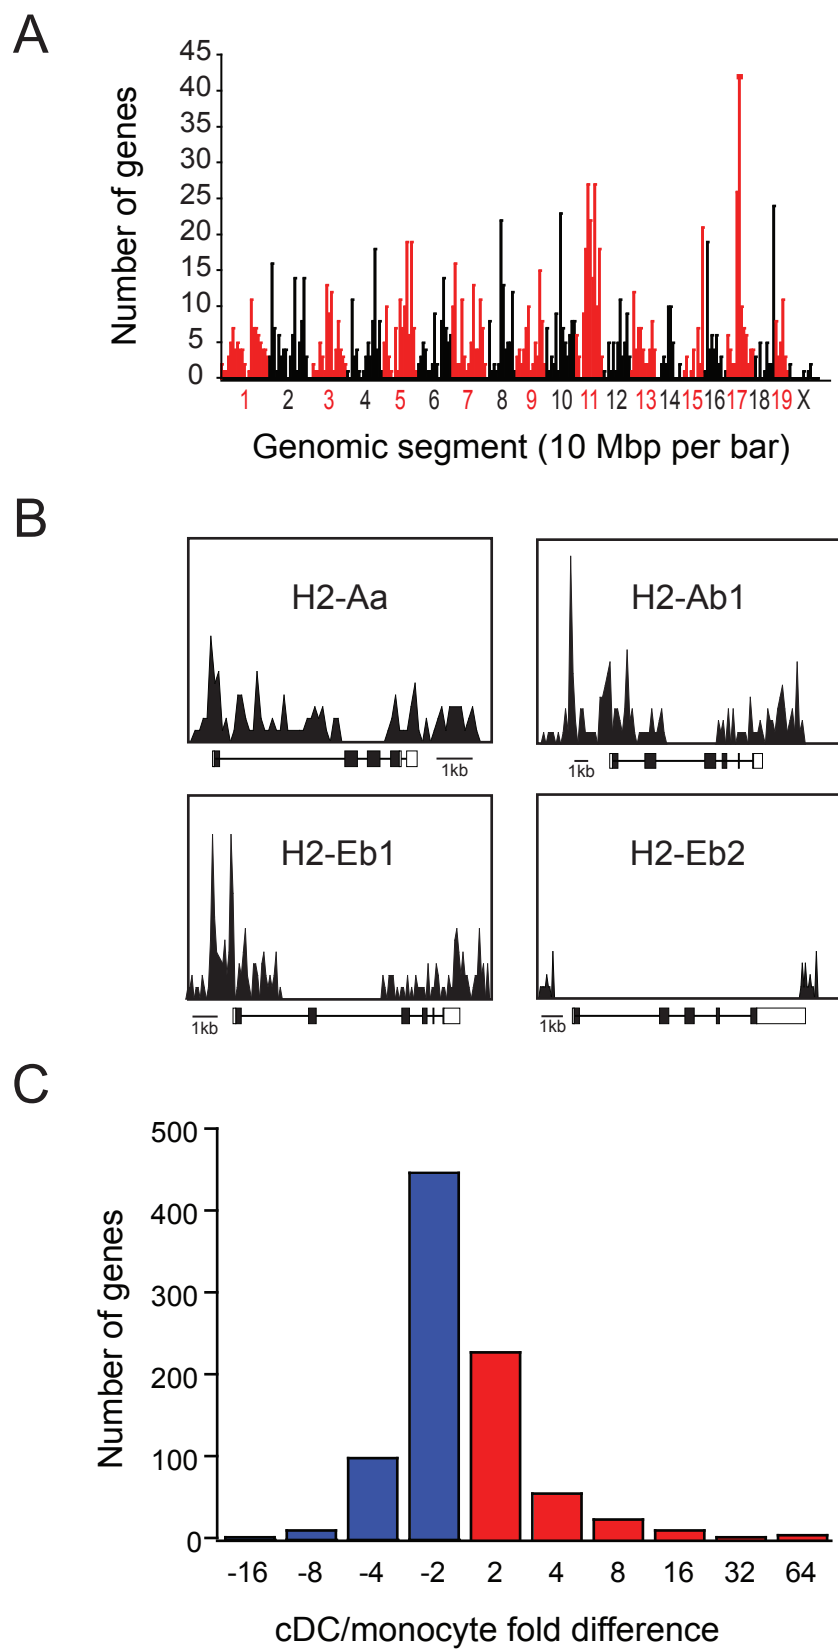 A
Number of genes
45
40
35
30
25
20
15
10
5
0
1 2 3 4 5 6 7 8 9 10 11 12 13 14 15 16 17 18 19 X
Genomic segment (10 Mbp per bar)
B
H2-Aa
1kb
H2-Ab1
1kb
H2-Eb1
1kb
H2-Eb2
1kb
C
Number of genes
500
400
300
200
100
0
-16 -8 -4 -2 2 4 8 16 32 64
cDC/monocyte fold difference